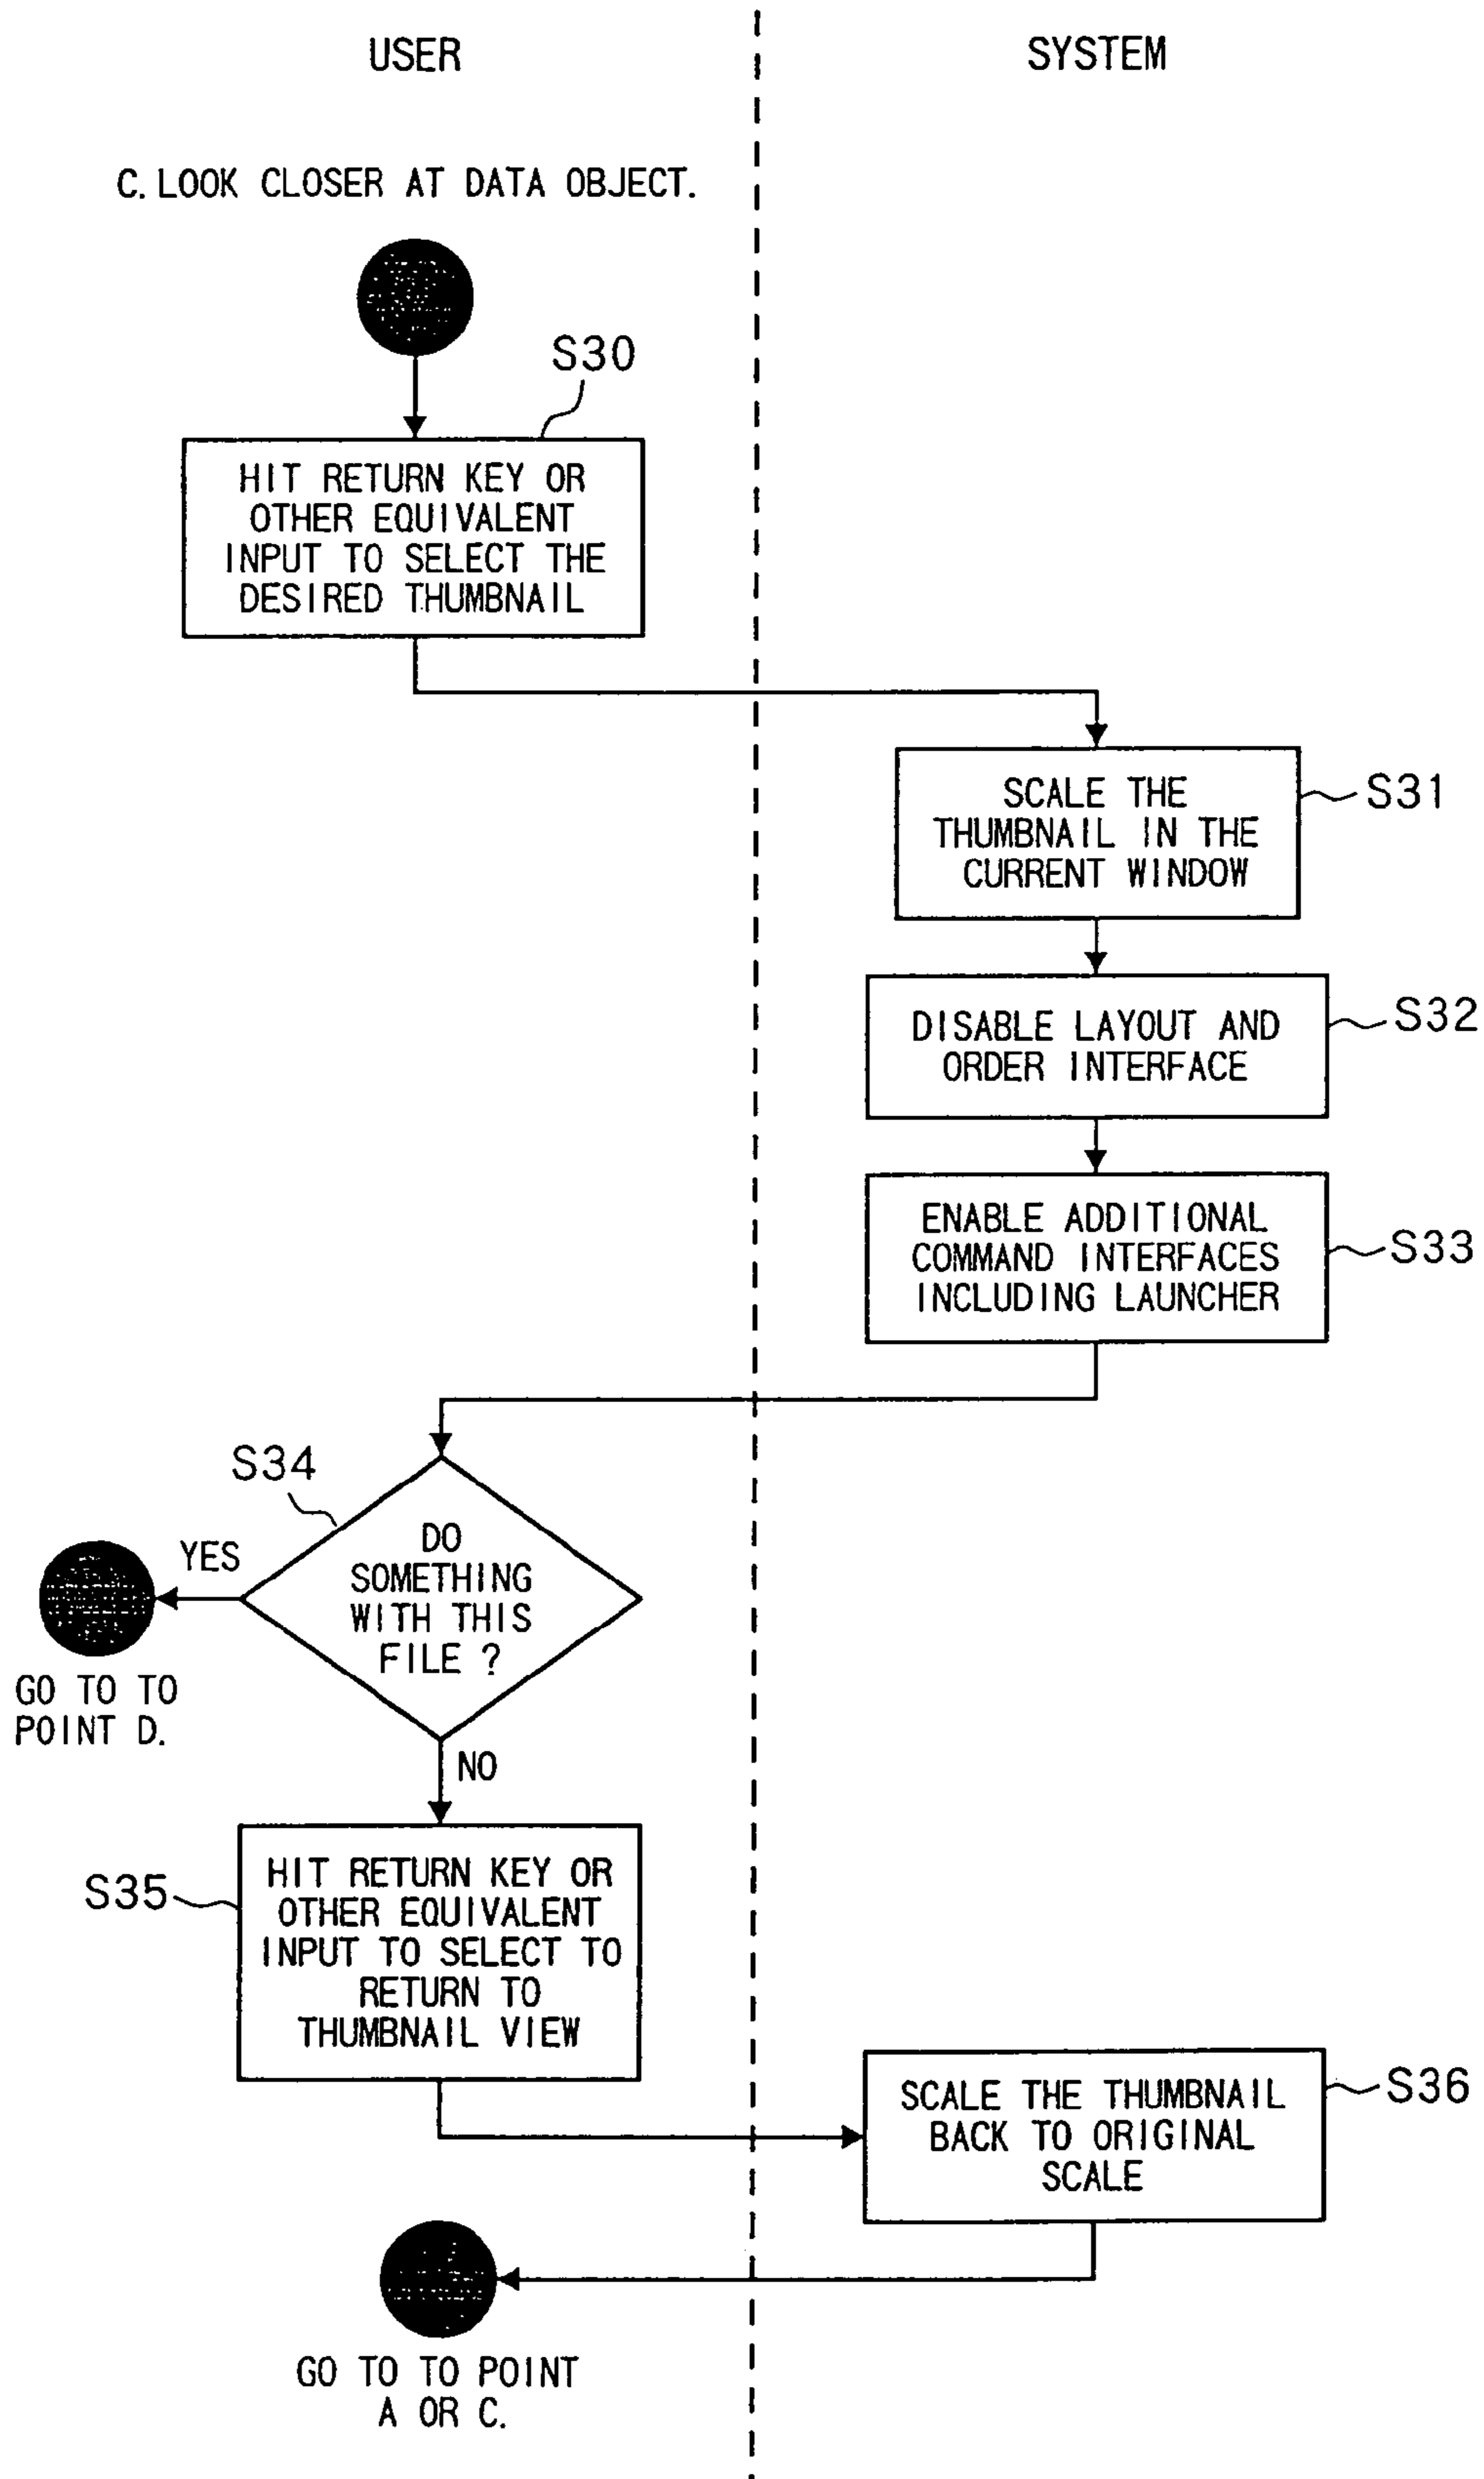 USER
SYSTEM
C. LOOK CLOSER AT DATA OBJECT.
S30
HIT RETURN KEY OR
OTHER EQUIVALENT
INPUT TO SELECT THE
DESIRED THUMBNAIL
SCALE THE
THUMBNAIL IN THE
CURRENT WINDOW
S31
DISABLE LAYOUT AND
ORDER INTERFACE
S32
ENABLE ADDITIONAL
COMMAND INTERFACES
INCLUDING LAUNCHER
S33
S34
DO
SOMETHING
WITH THIS
FILE ?
YES
GO TO TO
POINT D.
NO
S35
HIT RETURN KEY OR
OTHER EQUIVALENT
INPUT TO SELECT TO
RETURN TO
THUMBNAIL VIEW
SCALE THE THUMBNAIL
BACK TO ORIGINAL
SCALE
S36
GO TO TO POINT
A OR C.